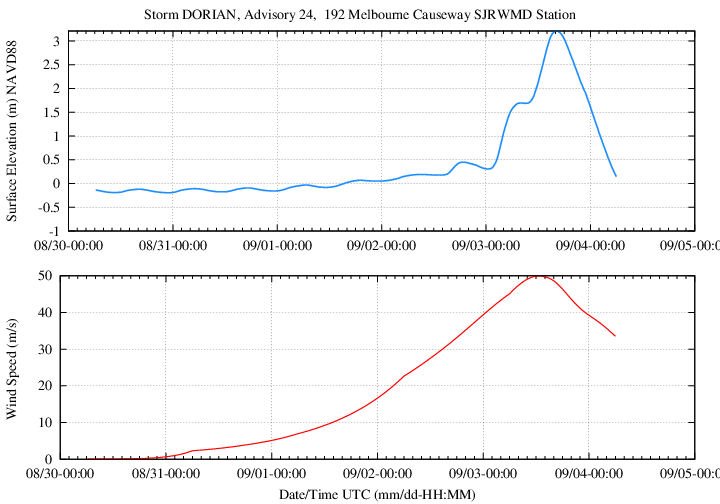 Storm DORIAN, Advisory 24,  192 Melbourne Causeway SJRWMD Station
Surface Elevation (m) NAVD88
3
2.5
2
1.5
1
0.5
0
-0.5
-1
08/30-00:00 08/31-00:00 09/01-00:00 09/02-00:00 09/03-00:00 09/04-00:00 09/05-00:0
Wind Speed (m/s)
50
40
30
20
10
0
08/30-00:00 08/31-00:00 09/01-00:00 09/02-00:00 09/03-00:00 09/04-00:00 09/05-00:0
Date/Time UTC (mm/dd-HH:MM)